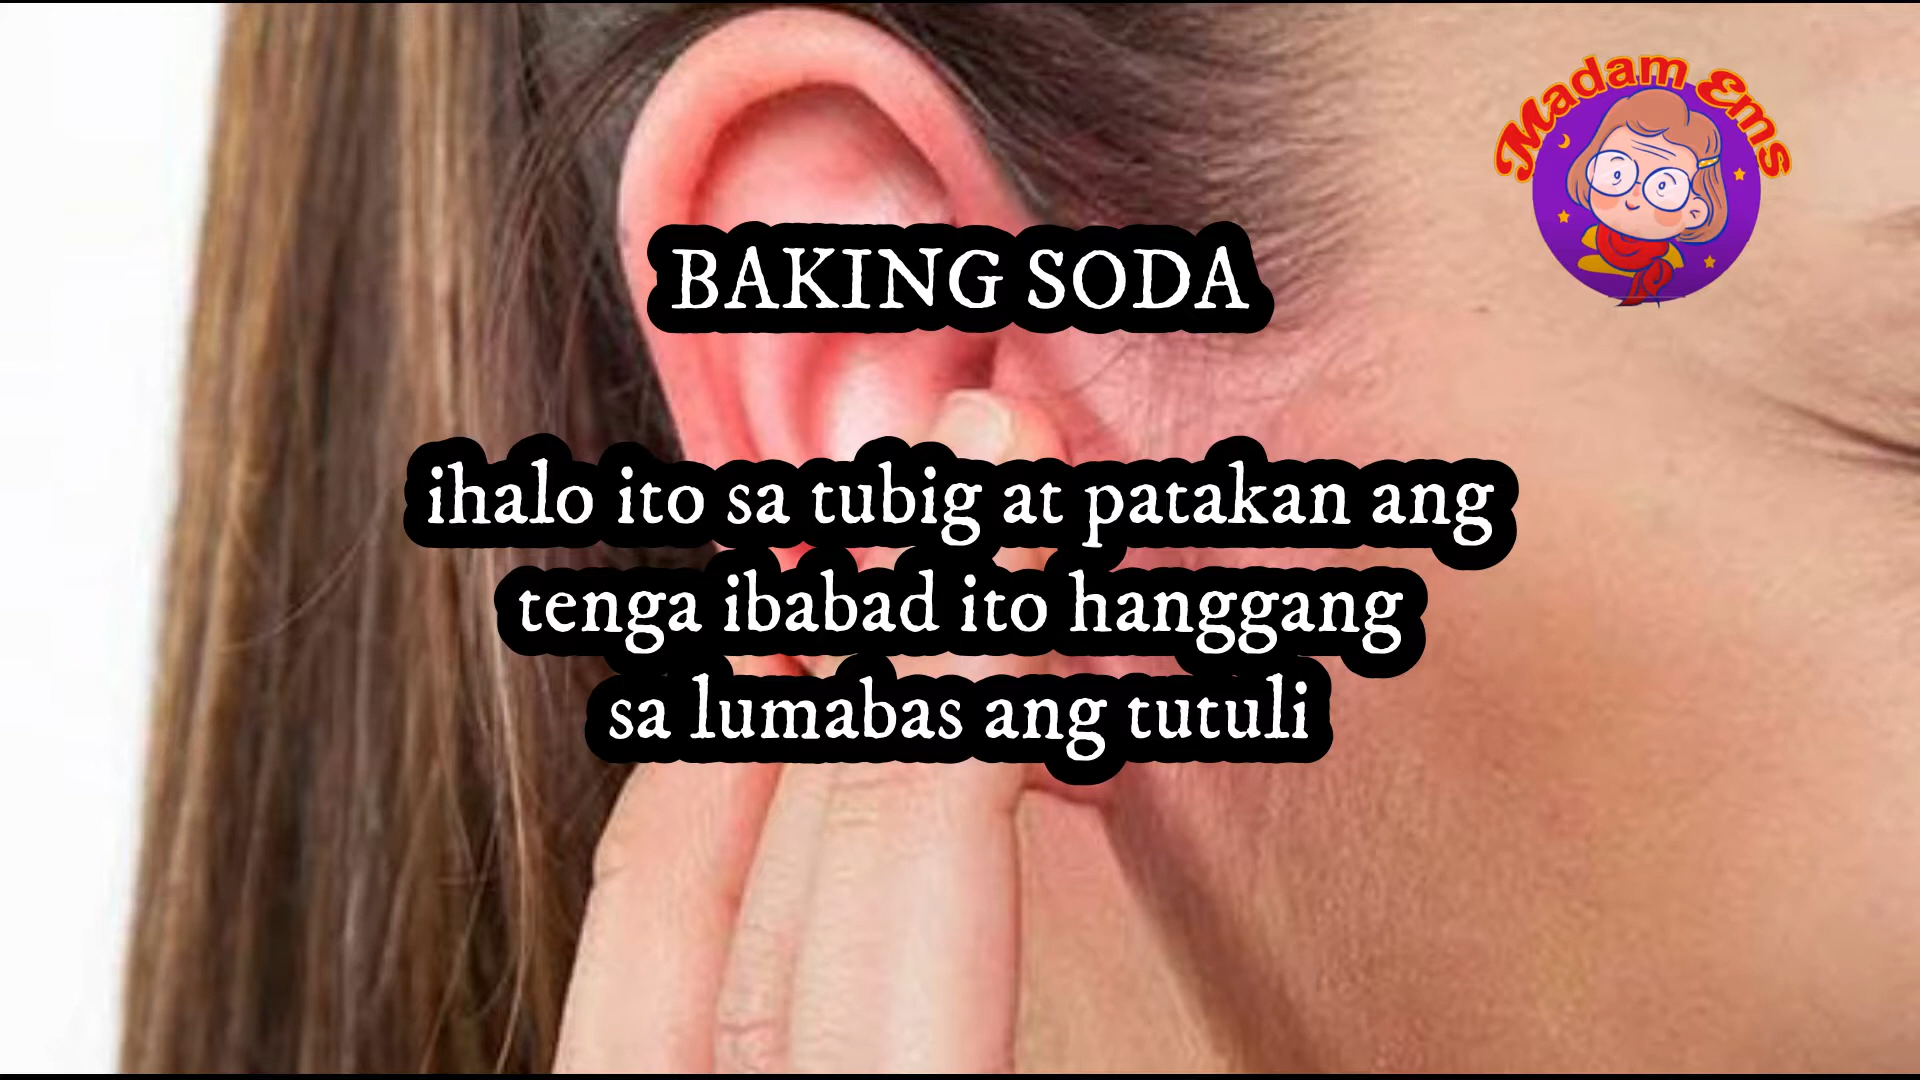 Madam Ems
BAKING SODA
ihalo ito sa tubig at patakan ang
tenga ibabad ito hanggang
sa lumabas ang tutuli